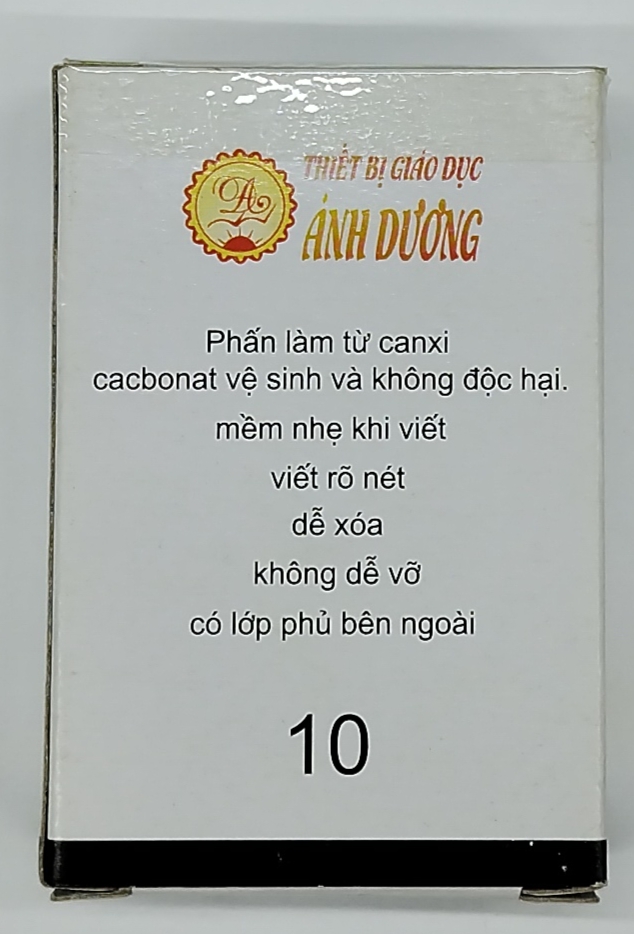 THIẾT BỊ GIÁO DỤC
ÁNH DƯƠNG
Phấn làm từ canxi
cacbonat vệ sinh và không độc hại.
mềm nhẹ khi viết
viết rõ nét
dễ xóa
không dễ vỡ
có lớp phủ bên ngoài
10